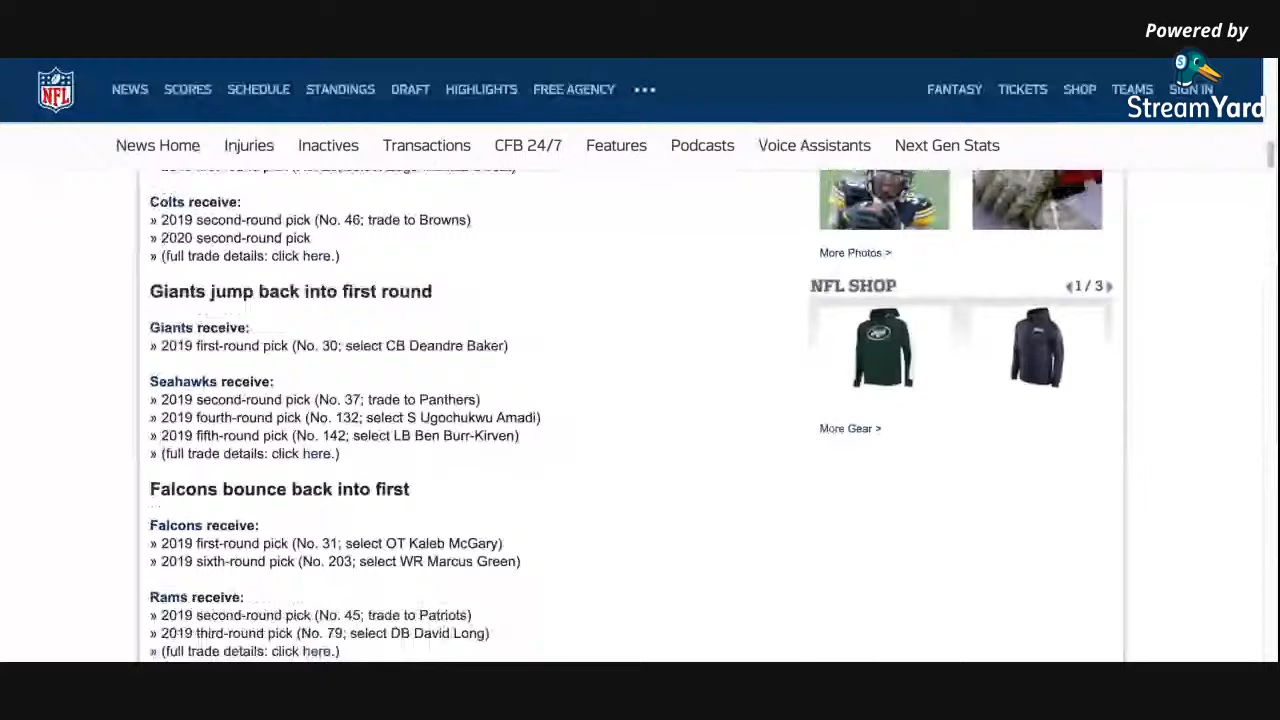 Powered by
StreamYard
NFL
NEWS SCORES SCHEDULE STANDINGS DRAFT HIGHLIGHTS FREE AGENCY ••• FANTASY TICKETS SHOP TEAMS SIGN IN
News Home Injuries Inactives Transactions CFB 24/7 Features Podcasts Voice Assistants Next Gen Stats
Colts receive:
» 2019 second-round pick (No. 46; trade to Browns)
» 2020 second-round pick
» (full trade details: click here.)
Giants jump back into first round
Giants receive:
» 2019 first-round pick (No. 30; select CB Deandre Baker)
Seahawks receive:
» 2019 second-round pick (No. 37; trade to Panthers)
» 2019 fourth-round pick (No. 132; select S Ugochukwu Amadi)
» 2019 fifth-round pick (No. 142; select LB Ben Burr-Kirven)
» (full trade details: click here.)
Falcons bounce back into first
Falcons receive:
» 2019 first-round pick (No. 31; select OT Kaleb McGary)
» 2019 sixth-round pick (No. 203; select WR Marcus Green)
Rams receive:
» 2019 second-round pick (No. 45; trade to Patriots)
» 2019 third-round pick (No. 79; select DB David Long)
» (full trade details: click here.)
More Photos >
NFL SHOP 1 / 3
More Gear >